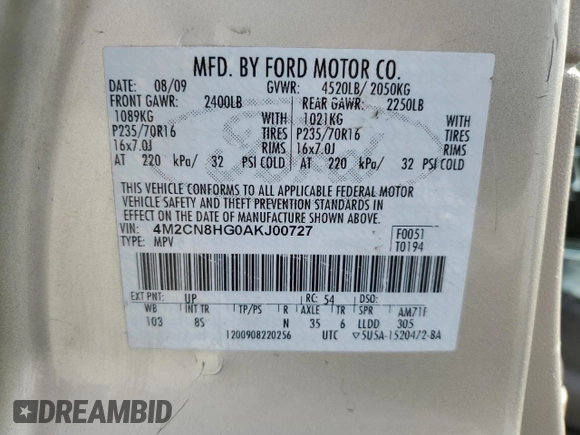 MFD. BY FORD MOTOR CO.
DATE: 08/09 GVWR: 4520LB/ 2050KG
FRONT GAWR: 2400LB REAR GAWR: 2250LB
1089KG WITH 1021KG WITH
P235/70R16 TIRES P235/70R16 TIRES
16x7.0J RIMS 16x7.0J RIMS
AT 220 kPa/ 32 PSI COLD AT 220 kPa/ 32 PSI COLD
Ford
THIS VEHICLE CONFORMS TO ALL APPLICABLE FEDERAL MOTOR
VEHICLE SAFETY AND THEFT PREVENTION STANDARDS IN
EFFECT ON THE DATE OF MANUFACTURE SHOWN ABOVE.
VIN: 4M2CN8HG0AKJ00727 F0051
TYPE: MPV T0194
EXT PNT: UP RC: 54 DSO:
WB INT TR TP/PS R AXLE TR SPR AM71F
103 8S N 35 6 LLDD 305
1200908220256 UTC ▽5U5A-1520472-BA
DREAMBID